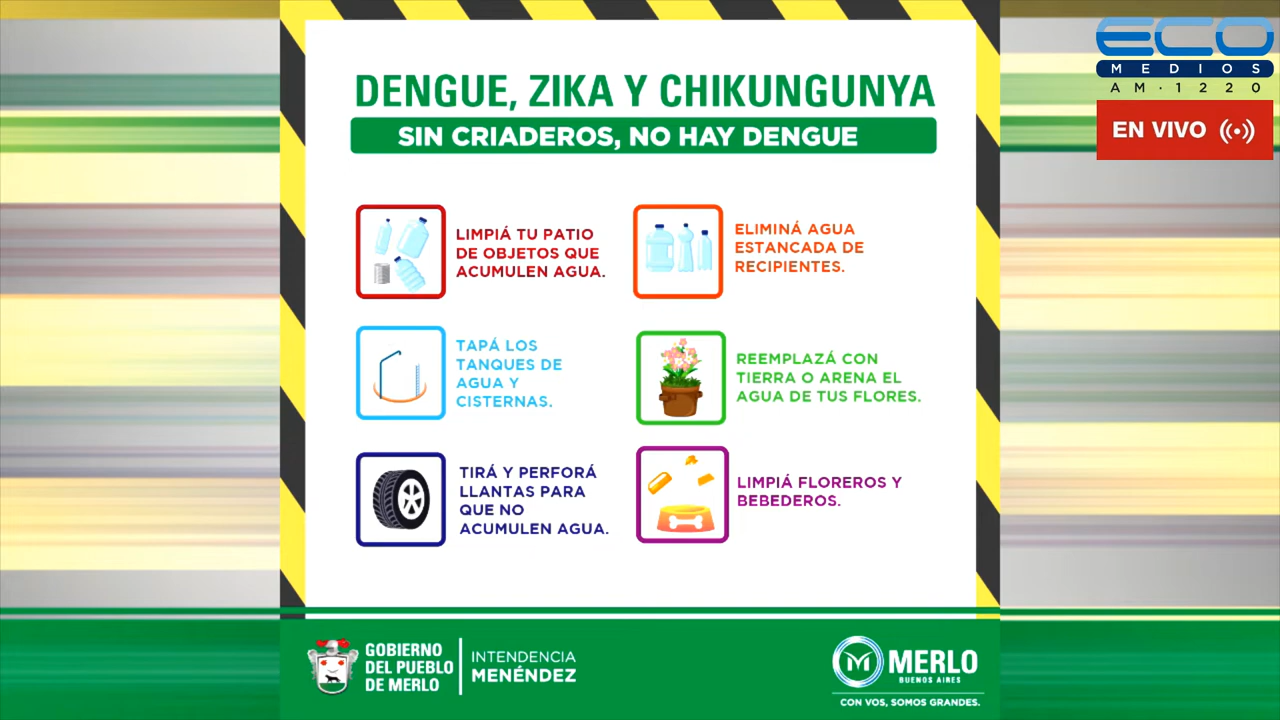 ECO
MEDIOS
AM·1220
EN VIVO
DENGUE, ZIKA Y CHIKUNGUNYA
SIN CRIADEROS, NO HAY DENGUE
LIMPIÁ TU PATIO
DE OBJETOS QUE
ACUMULEN AGUA.
ELIMINÁ AGUA
ESTANCADA DE
RECIPIENTES.
TAPÁ LOS
TANQUES DE
AGUA Y
CISTERNAS.
REEMPLAZÁ CON
TIERRA O ARENA EL
AGUA DE TUS FLORES.
TIRÁ Y PERFORÁ
LLANTAS PARA
QUE NO
ACUMULEN AGUA.
LIMPIÁ FLOREROS Y
BEBEDEROS.
GOBIERNO
DEL PUEBLO
DE MERLO
INTENDENCIA
MENÉNDEZ
MERLO
BUENOS AIRES
CON VOS, SOMOS GRANDES.